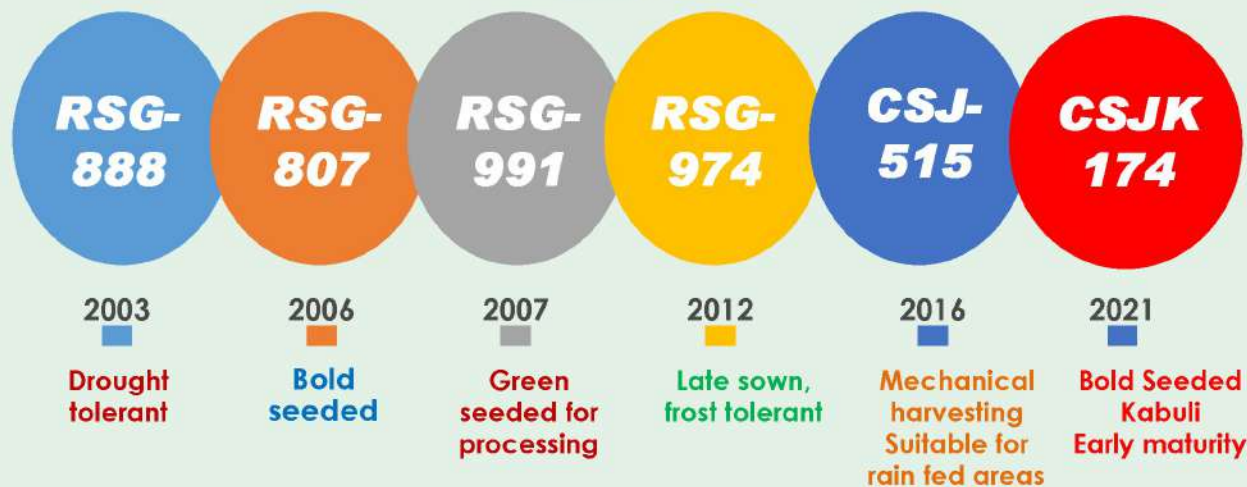 RSG-
888
RSG-
807
RSG-
991
RSG-
974
CSJ-
515
CSJK
174
2003
2006
2007
2012
2016
2021
Drought
tolerant
Bold
seeded
Green
seeded for
processing
Late sown,
frost tolerant
Mechanical
harvesting
Suitable for
rain fed areas
Bold Seeded
Kabuli
Early maturity